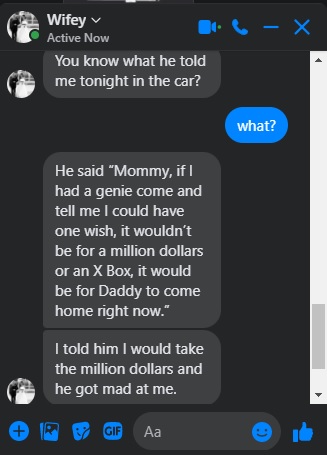 Wifey
Active Now
You know what he told
me tonight in the car?
what?
He said “Mommy, if I
had a genie come and
tell me I could have
one wish, it wouldn’t
be for a million dollars
or an X Box, it would
be for Daddy to come
home right now.”
I told him I would take
the million dollars and
he got mad at me.
GIF
Aa